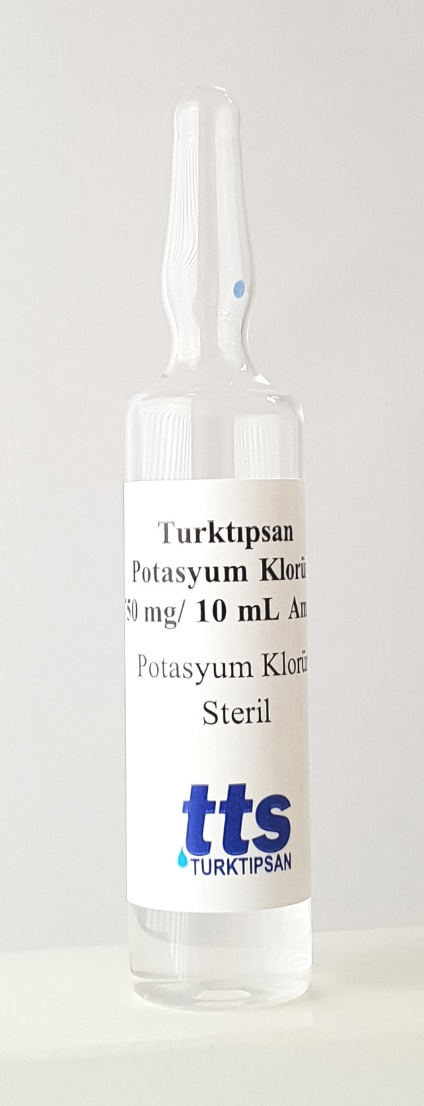 Turktıpsan
Potasyum Klorü
50 mg/ 10 mL Am
Potasyum Klorü
Steril
tts
TURKTIPSAN